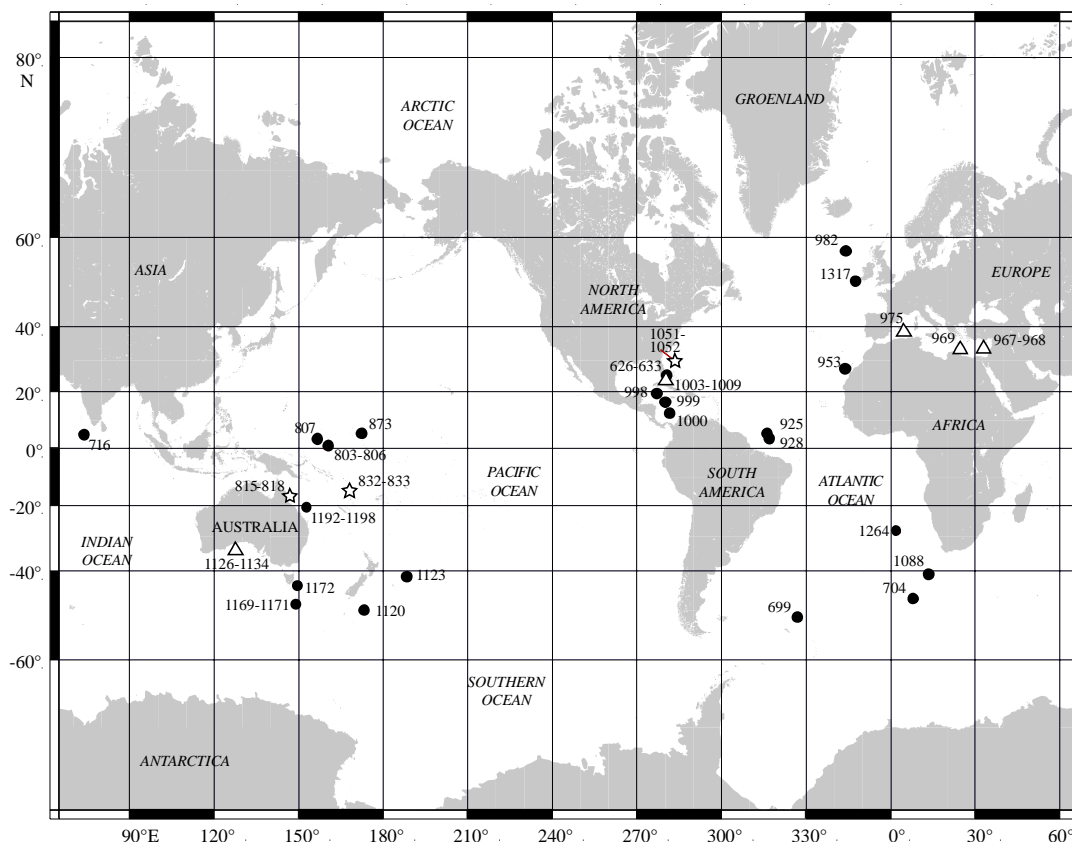 80°
N
ARCTIC
OCEAN
GROENLAND
60°
982
1317
ASIA
EUROPE
NORTH
AMERICA
975
969
967-968
40°
1051-
1052
626-633
953
1003-1009
998
999
20°
1000
807
873
925
716
803-806
928
AFRICA
0°
815-818
832-833
PACIFIC
OCEAN
SOUTH
AMERICA
ATLANTIC
OCEAN
-20°
1192-1198
AUSTRALIA
1264
INDIAN
OCEAN
1126-1134
1088
-40°
1123
1172
704
1169-1171
1120
699
-60°
SOUTHERN
OCEAN
ANTARCTICA
90°E 120° 150° 180° 210° 240° 270° 300° 330° 0° 30° 60°